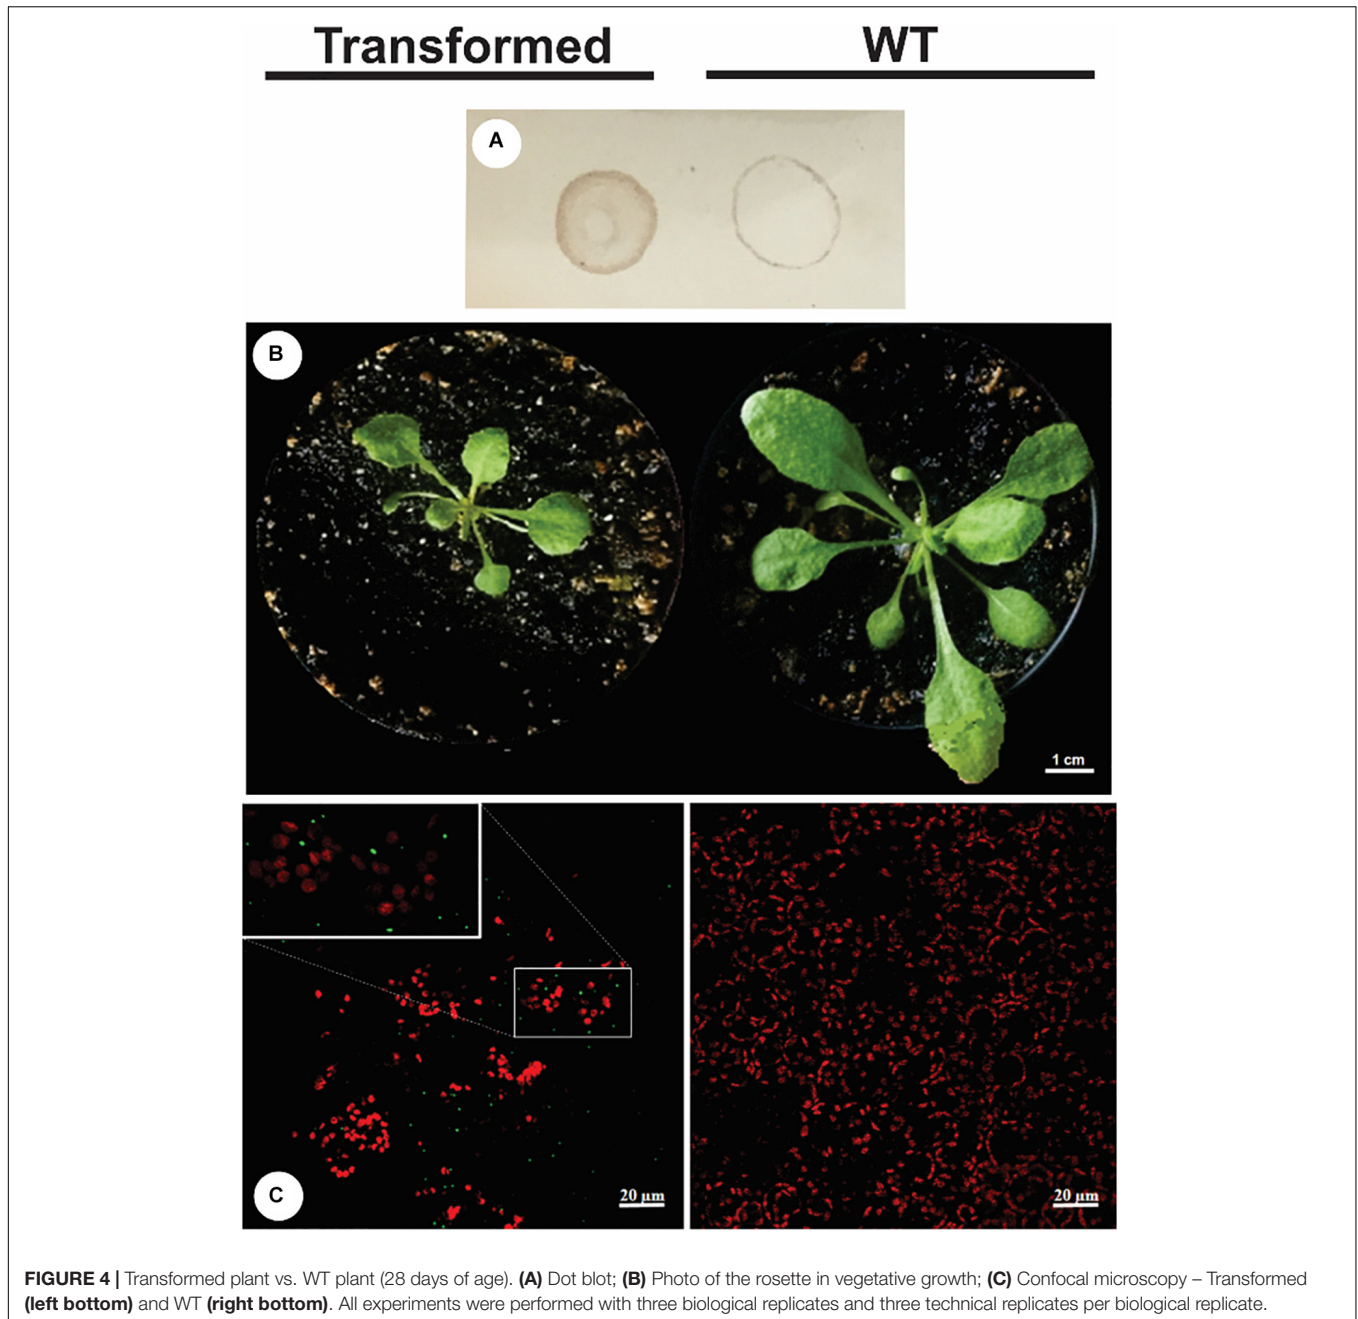 Transformed WT
A
B
1 cm
C
20 µm 20 µm
FIGURE 4 | Transformed plant vs. WT plant (28 days of age). (A) Dot blot; (B) Photo of the rosette in vegetative growth; (C) Confocal microscopy – Transformed
(left bottom) and WT (right bottom). All experiments were performed with three biological replicates and three technical replicates per biological replicate.